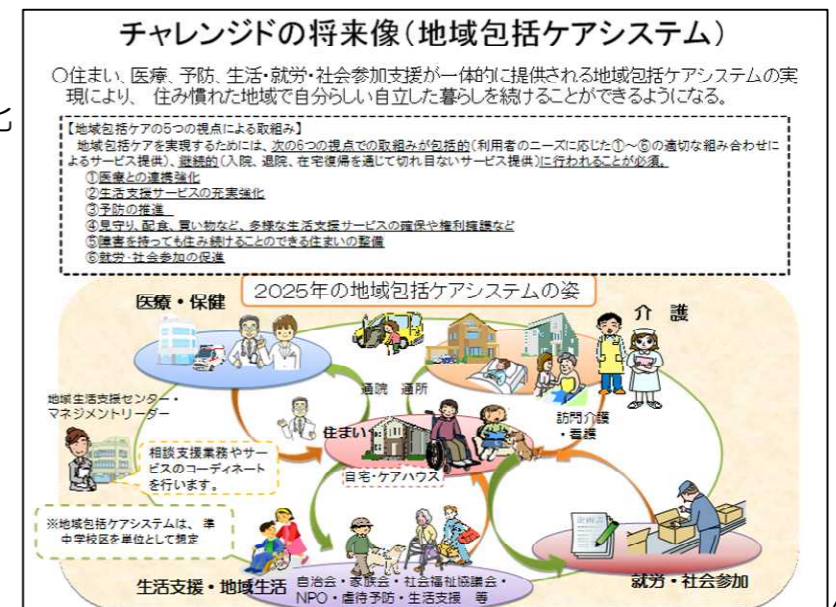 化
チャレンジドの将来像(地域包括ケアシステム)
○住まい、医療、予防、生活・就労・社会参加支援が一体的に提供される地域包括ケアシステムの実
現により、住み慣れた地域で自分らしい自立した暮らしを続けることができるようになる。
【地域包括ケアの5つの視点による取組み】
地域包括ケアを実現するためには、次の6つの視点での取組みが包括的(利用者のニーズに応じた①~⑥の適切な組み合わせに
よるサービス提供)、継続的(入院、退院、在宅復帰を通じて切れ目ないサービス提供)に行われることが必須。
①医療との連携強化
②生活支援サービスの充実強化
③予防の推進
④見守り、配食、買い物など、多様な生活支援サービスの確保や権利擁護など
⑤障害を持っても住み続けることのできる住まいの整備
⑥就労・社会参加の促進
2025年の地域包括ケアシステムの姿
医療・保健
介 護
地域生活支援センター・
マネジメントリーダー
通院 通所
訪問介護
・看護
住まい
相談支援業務やサー
ビスのコーディネート
を行います。
自宅・ケアハウス
※地域包括ケアシステムは、準
中学校区を単位として想定
企画書
生活支援・地域生活
自治会・家族会・社会福祉協議会・
NPO・虐待予防・生活支援 等
就労・社会参加